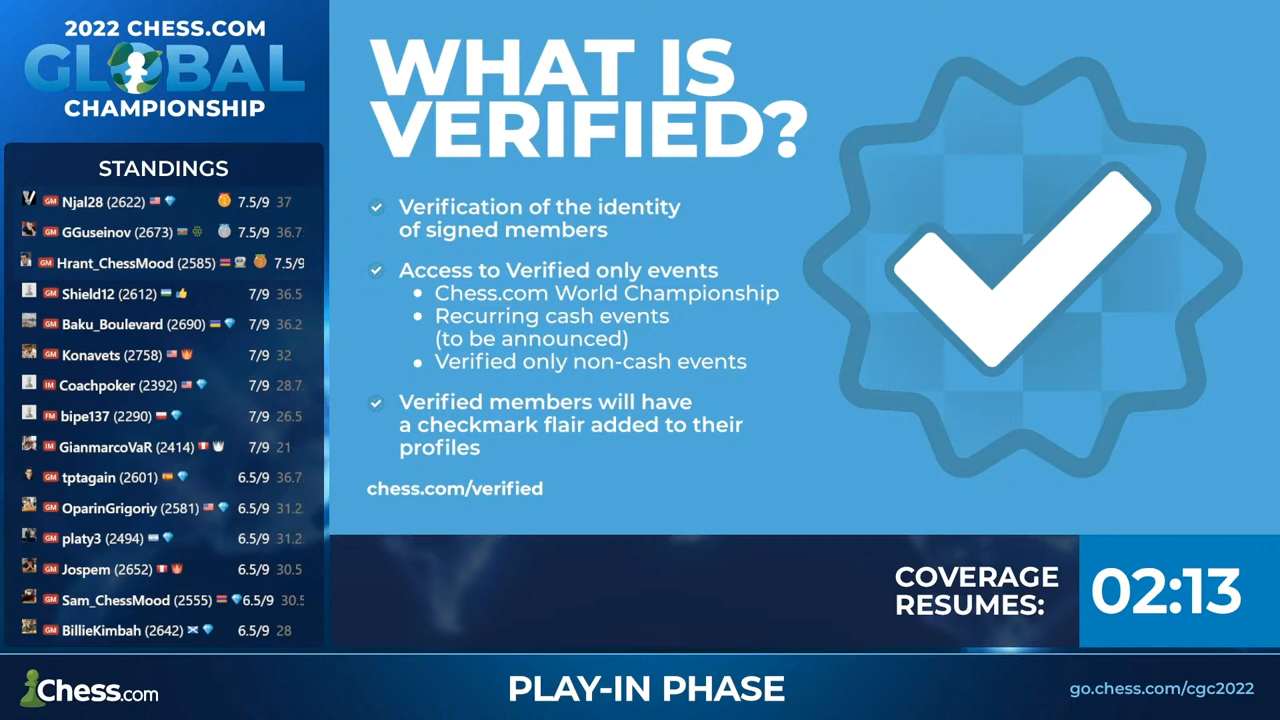 2022 CHESS.COM
GLOBAL
CHAMPIONSHIP
STANDINGS
GM Njal28 (2622) 7.5/9 37
GM GGuseinov (2673) 7.5/9 36.7
GM Hrant_ChessMood (2585) 7.5/9
GM Shield12 (2612) 7/9 36.5
GM Baku_Boulevard (2690) 7/9 36.2
GM Konavets (2758) 7/9 32
IM Coachpoker (2392) 7/9 28.7
FM bipe137 (2290) 7/9 26.5
IM GianmarcoVaR (2414) 7/9 21
GM tptagain (2601) 6.5/9 36.7
GM OparinGrigoriy (2581) 6.5/9 31.2
GM platy3 (2494) 6.5/9 31.2
GM Jospem (2652) 6.5/9 30.5
GM Sam_ChessMood (2555) 6.5/9 30.5
GM BillieKimbah (2642) 6.5/9 28
WHAT IS
VERIFIED?
Verification of the identity
of signed members
Access to Verified only events
• Chess.com World Championship
• Recurring cash events
(to be announced)
• Verified only non-cash events
Verified members will have
a checkmark flair added to their
profiles
chess.com/verified
COVERAGE
RESUMES:
02:13
Chess.com
PLAY-IN PHASE
go.chess.com/cgc2022